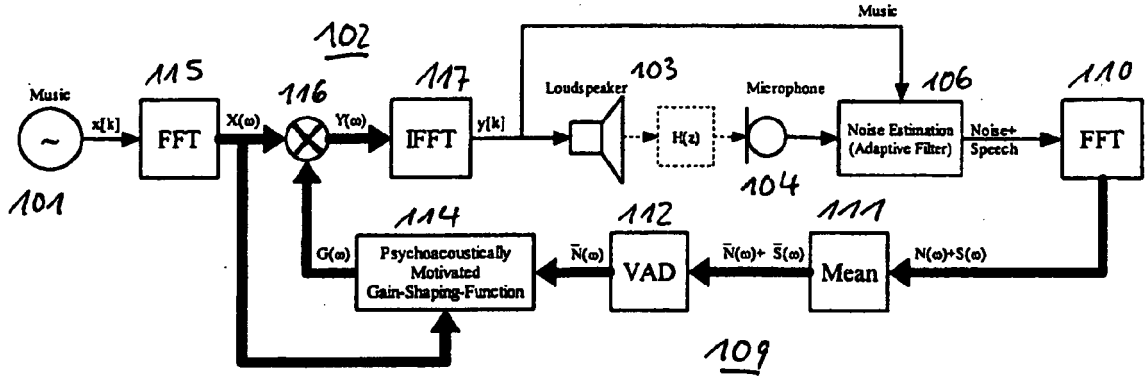 102
Music
115
117
103
110
Music
116
Loudspeaker
Microphone
106
x[k]
FFT
X(ω)
Y(ω)
IFFT
y[k]
H(z)
Noise Estimation
(Adaptive Filter)
Noise+
Speech
FFT
~
101
104
114
112
111
G(ω)
Psychoacoustically
Motivated
Gain-Shaping-Function
N̅(ω)
VAD
N̅(ω)+ S̅(ω)
Mean
N(ω)+S(ω)
109